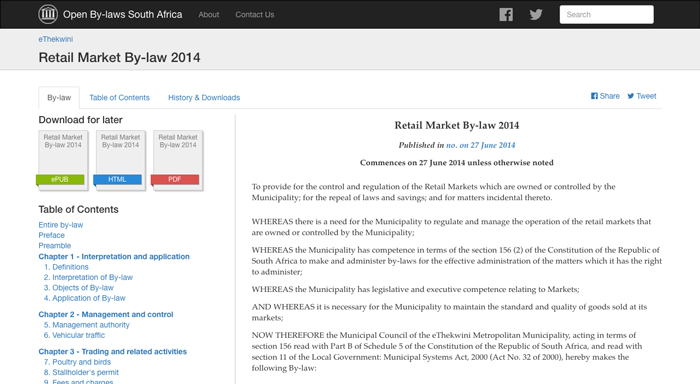 Open By-laws South Africa
About
Contact Us
Search
eThekwini
Retail Market By-law 2014
By-law
Table of Contents
History & Downloads
Share
Tweet
Download for later
Retail Market
By-law 2014
ePUB
Retail Market
By-law 2014
HTML
Retail Market
By-law 2014
PDF
Table of Contents
Entire by-law
Preface
Preamble
Chapter 1 - Interpretation and application
1. Definitions
2. Interpretation of By-law
3. Objects of By-law
4. Application of By-law
Chapter 2 - Management and control
5. Management authority
6. Vehicular traffic
Chapter 3 - Trading and related activities
7. Poultry and birds
8. Stallholder's permit
9. Fees and charges
Retail Market By-law 2014
Published in no. on 27 June 2014
Commences on 27 June 2014 unless otherwise noted
To provide for the control and regulation of the Retail Markets which are owned or controlled by the
Municipality; for the repeal of laws and savings; and for matters incidental thereto.
WHEREAS there is a need for the Municipality to regulate and manage the operation of the retail markets that
are owned or controlled by the Municipality;
WHEREAS the Municipality has competence in terms of the section 156 (2) of the Constitution of the Republic of
South Africa to make and administer by-laws for the effective administration of the matters which it has the right
to administer;
WHEREAS the Municipality has legislative and executive competence relating to Markets;
AND WHEREAS it is necessary for the Municipality to maintain the standard and quality of goods sold at its
markets;
NOW THEREFORE the Municipal Council of the eThekwini Metropolitan Municipality, acting in terms of
section 156 read with Part B of Schedule 5 of the Constitution of the Republic of South Africa, and read with
section 11 of the Local Government: Municipal Systems Act, 2000 (Act No. 32 of 2000), hereby makes the
following By-law: